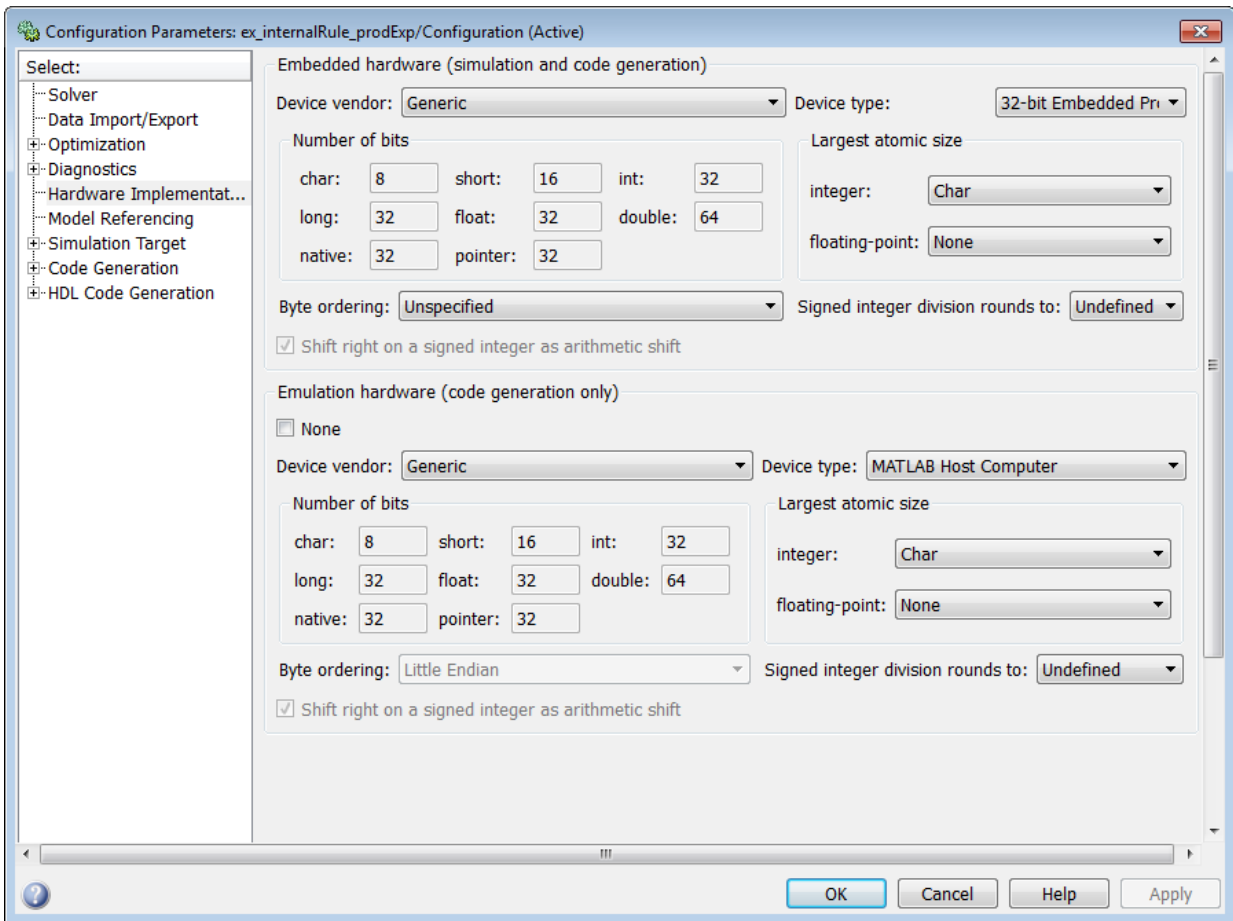 Configuration Parameters: ex_internalRule_prodExp/Configuration (Active)
Select:
Solver
Data Import/Export
Optimization
Diagnostics
Hardware Implementat...
Model Referencing
Simulation Target
Code Generation
HDL Code Generation
Embedded hardware (simulation and code generation)
Device vendor: Generic Device type: 32-bit Embedded Pr
Number of bits Largest atomic size
char: 8 short: 16 int: 32
integer: Char
long: 32 float: 32 double: 64
floating-point: None
native: 32 pointer: 32
Byte ordering: Unspecified Signed integer division rounds to: Undefined
Shift right on a signed integer as arithmetic shift
Emulation hardware (code generation only)
None
Device vendor: Generic Device type: MATLAB Host Computer
Number of bits Largest atomic size
char: 8 short: 16 int: 32
integer: Char
long: 32 float: 32 double: 64
floating-point: None
native: 32 pointer: 32
Byte ordering: Little Endian Signed integer division rounds to: Undefined
Shift right on a signed integer as arithmetic shift
OK Cancel Help Apply